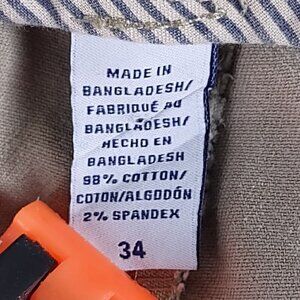 MADE IN
BANGLADESH/
FABRIQUÉ AU
BANGLADESH/
HECHO EN
BANGLADESH
98% COTTON/
COTON/ALGODÓN
2% SPANDEX
34